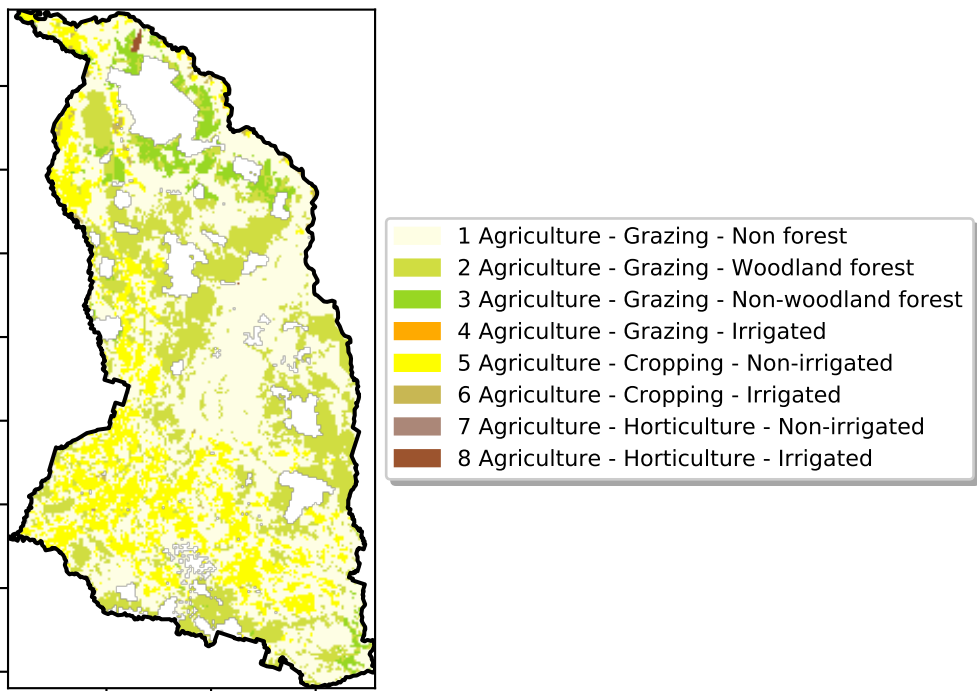 1 Agriculture - Grazing - Non forest
2 Agriculture - Grazing - Woodland forest
3 Agriculture - Grazing - Non-woodland forest
4 Agriculture - Grazing - Irrigated
5 Agriculture - Cropping - Non-irrigated
6 Agriculture - Cropping - Irrigated
7 Agriculture - Horticulture - Non-irrigated
8 Agriculture - Horticulture - Irrigated